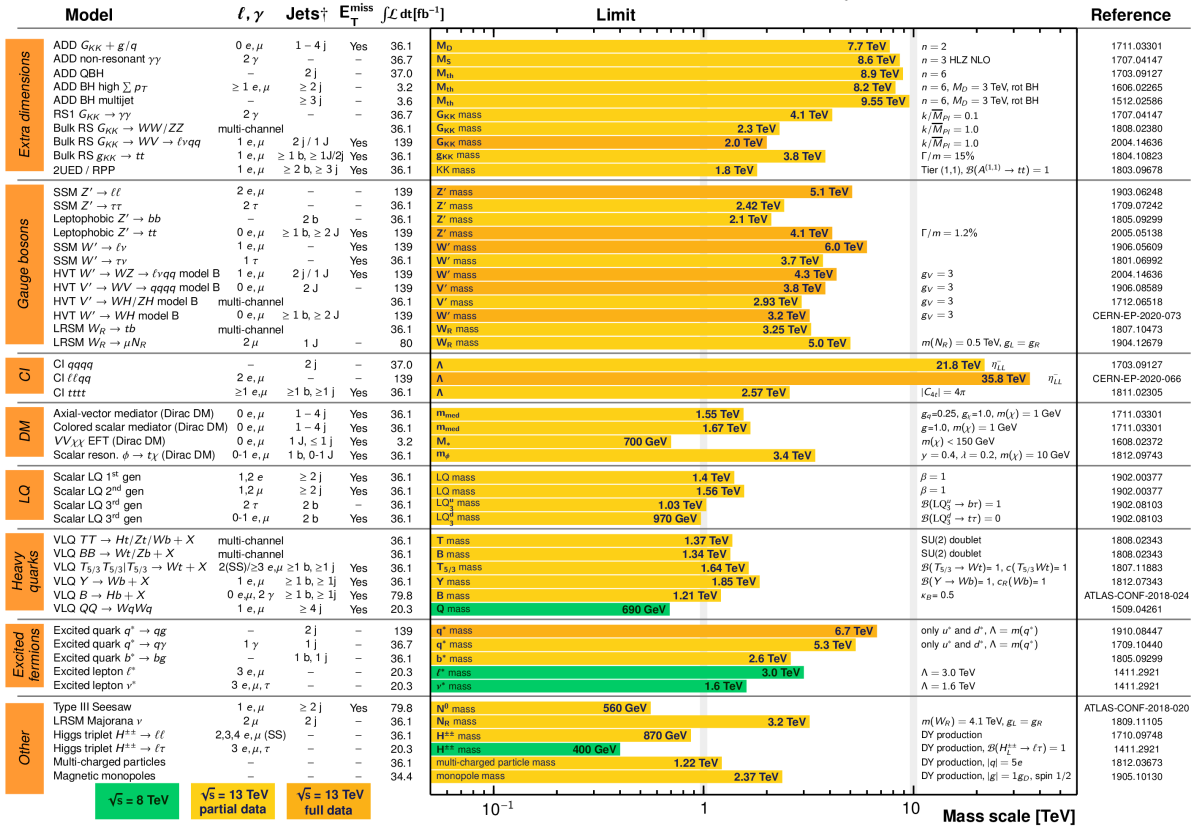 Model ℓ, γ Jets† E_T^miss ∫ℒ dt[fb⁻¹] Limit Reference
Extra dimensions
ADD G_KK + g/q 0 e, μ 1 − 4 j Yes 36.1 M_D 7.7 TeV n = 2 1711.03301
ADD non-resonant γγ 2 γ − − 36.7 M_S 8.6 TeV n = 3 HLZ NLO 1707.04147
ADD QBH − 2 j − 37.0 M_th 8.9 TeV n = 6 1703.09127
ADD BH high ∑ p_T ≥ 1 e, μ ≥ 2 j − 3.2 M_th 8.2 TeV n = 6, M_D = 3 TeV, rot BH 1606.02265
ADD BH multijet − ≥ 3 j − 3.6 M_th 9.55 TeV n = 6, M_D = 3 TeV, rot BH 1512.02586
RS1 G_KK → γγ 2 γ − − 36.7 G_KK mass 4.1 TeV k/M̅_Pl = 0.1 1707.04147
Bulk RS G_KK → WW/ZZ multi-channel 36.1 G_KK mass 2.3 TeV k/M̅_Pl = 1.0 1808.02380
Bulk RS G_KK → WV → ℓνqq 1 e, μ 2 j / 1 J Yes 139 G_KK mass 2.0 TeV k/M̅_Pl = 1.0 2004.14636
Bulk RS g_KK → tt 1 e, μ ≥ 1 b, ≥ 1J/2j Yes 36.1 g_KK mass 3.8 TeV Γ/m = 15% 1804.10823
2UED / RPP 1 e, μ ≥ 2 b, ≥ 3 j Yes 36.1 KK mass 1.8 TeV Tier (1,1), ℬ(A^(1,1) → tt) = 1 1803.09678
Gauge bosons
SSM Z′ → ℓℓ 2 e, μ − − 139 Z′ mass 5.1 TeV 1903.06248
SSM Z′ → ττ 2 τ − − 36.1 Z′ mass 2.42 TeV 1709.07242
Leptophobic Z′ → bb − 2 b − 36.1 Z′ mass 2.1 TeV 1805.09299
Leptophobic Z′ → tt 0 e, μ ≥ 1 b, ≥ 2 J Yes 139 Z′ mass 4.1 TeV Γ/m = 1.2% 2005.05138
SSM W′ → ℓν 1 e, μ − Yes 139 W′ mass 6.0 TeV 1906.05609
SSM W′ → τν 1 τ − Yes 36.1 W′ mass 3.7 TeV 1801.06992
HVT W′ → WZ → ℓνqq model B 1 e, μ 2 j / 1 J Yes 139 W′ mass 4.3 TeV g_V = 3 2004.14636
HVT V′ → WV → qqqq model B 0 e, μ 2 J − 139 V′ mass 3.8 TeV g_V = 3 1906.08589
HVT V′ → WH/ZH model B multi-channel 36.1 V′ mass 2.93 TeV g_V = 3 1712.06518
HVT W′ → WH model B 0 e, μ ≥ 1 b, ≥ 2 J 139 W′ mass 3.2 TeV g_V = 3 CERN-EP-2020-073
LRSM W_R → tb multi-channel 36.1 W_R mass 3.25 TeV 1807.10473
LRSM W_R → μN_R 2 μ 1 J − 80 W_R mass 5.0 TeV m(N_R) = 0.5 TeV, g_L = g_R 1904.12679
CI
CI qqqq − 2 j − 37.0 Λ 21.8 TeV η⁻_LL 1703.09127
CI ℓℓqq 2 e, μ − − 139 Λ 35.8 TeV η⁻_LL CERN-EP-2020-066
CI tttt ≥1 e,μ ≥1 b, ≥1 j Yes 36.1 Λ 2.57 TeV |C_4t| = 4π 1811.02305
DM
Axial-vector mediator (Dirac DM) 0 e, μ 1 − 4 j Yes 36.1 m_med 1.55 TeV g_q=0.25, g_χ=1.0, m(χ) = 1 GeV 1711.03301
Colored scalar mediator (Dirac DM) 0 e, μ 1 − 4 j Yes 36.1 m_med 1.67 TeV g=1.0, m(χ) = 1 GeV 1711.03301
VVχχ EFT (Dirac DM) 0 e, μ 1 J, ≤ 1 j Yes 3.2 M_* 700 GeV m(χ) < 150 GeV 1608.02372
Scalar reson. ϕ → tχ (Dirac DM) 0-1 e, μ 1 b, 0-1 J Yes 36.1 m_ϕ 3.4 TeV y = 0.4, λ = 0.2, m(χ) = 10 GeV 1812.09743
LQ
Scalar LQ 1st gen 1,2 e ≥ 2 j Yes 36.1 LQ mass 1.4 TeV β = 1 1902.00377
Scalar LQ 2nd gen 1,2 μ ≥ 2 j Yes 36.1 LQ mass 1.56 TeV β = 1 1902.00377
Scalar LQ 3rd gen 2 τ 2 b − 36.1 LQ₃ᵘ mass 1.03 TeV ℬ(LQ₃ᵘ → bτ) = 1 1902.08103
Scalar LQ 3rd gen 0-1 e, μ 2 b Yes 36.1 LQ₃ᵈ mass 970 GeV ℬ(LQ₃ᵈ → tτ) = 0 1902.08103
Heavy quarks
VLQ TT → Ht/Zt/Wb + X multi-channel 36.1 T mass 1.37 TeV SU(2) doublet 1808.02343
VLQ BB → Wt/Zb + X multi-channel 36.1 B mass 1.34 TeV SU(2) doublet 1808.02343
VLQ T_5/3 T_5/3|T_5/3 → Wt + X 2(SS)/≥3 e,μ ≥1 b, ≥1 j Yes 36.1 T_5/3 mass 1.64 TeV ℬ(T_5/3 → Wt)= 1, c(T_5/3 Wt)= 1 1807.11883
VLQ Y → Wb + X 1 e, μ ≥ 1 b, ≥ 1j Yes 36.1 Y mass 1.85 TeV ℬ(Y → Wb)= 1, c_R(Wb)= 1 1812.07343
VLQ B → Hb + X 0 e,μ, 2 γ ≥ 1 b, ≥ 1j Yes 79.8 B mass 1.21 TeV κ_B= 0.5 ATLAS-CONF-2018-024
VLQ QQ → WqWq 1 e, μ ≥ 4 j Yes 20.3 Q mass 690 GeV 1509.04261
Excited fermions
Excited quark q* → qg − 2 j − 139 q* mass 6.7 TeV only u* and d*, Λ = m(q*) 1910.08447
Excited quark q* → qγ 1 γ 1 j − 36.7 q* mass 5.3 TeV only u* and d*, Λ = m(q*) 1709.10440
Excited quark b* → bg − 1 b, 1 j − 36.1 b* mass 2.6 TeV 1805.09299
Excited lepton ℓ* 3 e, μ − − 20.3 ℓ* mass 3.0 TeV Λ = 3.0 TeV 1411.2921
Excited lepton ν* 3 e, μ, τ − − 20.3 ν* mass 1.6 TeV Λ = 1.6 TeV 1411.2921
Other
Type III Seesaw 1 e, μ ≥ 2 j Yes 79.8 N⁰ mass 560 GeV ATLAS-CONF-2018-020
LRSM Majorana ν 2 μ 2 j − 36.1 N_R mass 3.2 TeV m(W_R) = 4.1 TeV, g_L = g_R 1809.11105
Higgs triplet H^±± → ℓℓ 2,3,4 e, μ (SS) − − 36.1 H^±± mass 870 GeV DY production 1710.09748
Higgs triplet H^±± → ℓτ 3 e, μ, τ − − 20.3 H^±± mass 400 GeV DY production, ℬ(H_L^±± → ℓτ) = 1 1411.2921
Multi-charged particles − − − 36.1 multi-charged particle mass 1.22 TeV DY production, |q| = 5e 1812.03673
Magnetic monopoles − − − 34.4 monopole mass 2.37 TeV DY production, |g| = 1g_D, spin 1/2 1905.10130
√s = 8 TeV
√s = 13 TeV partial data
√s = 13 TeV full data
10⁻¹ 1 10
Mass scale [TeV]